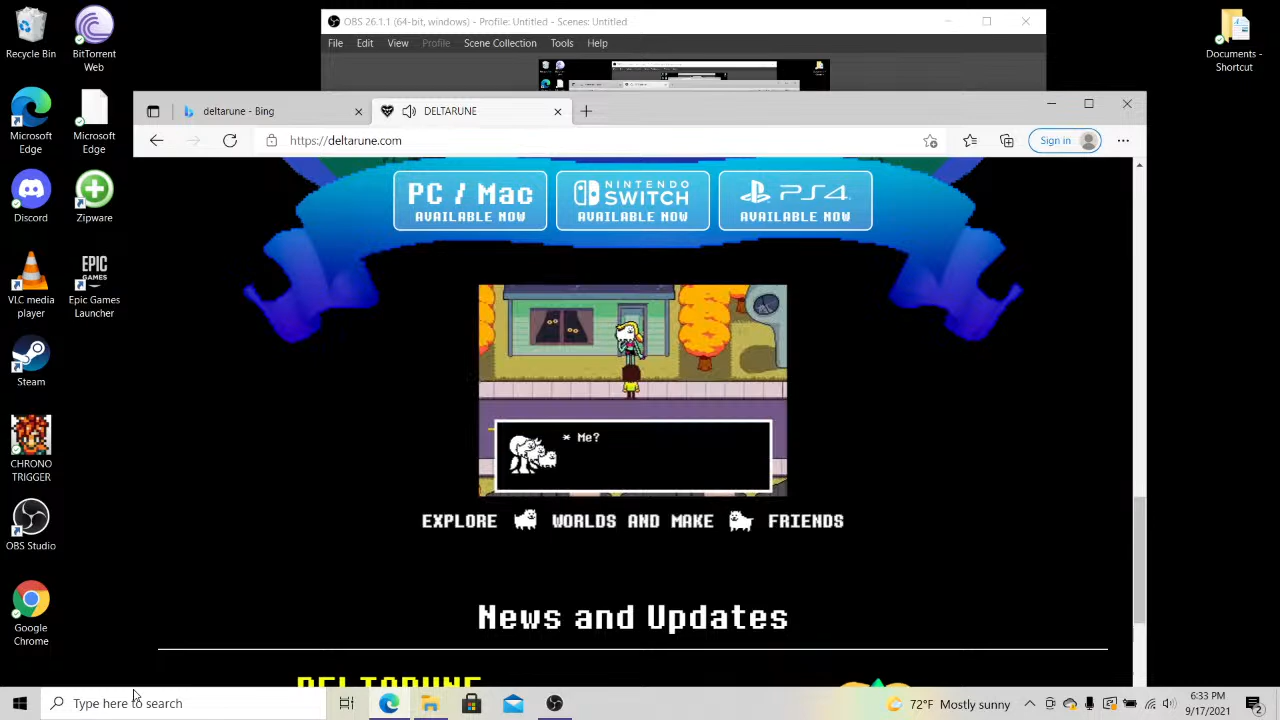 Recycle Bin
BitTorrent Web
Microsoft Edge
Microsoft Edge
Discord
Zipware
VLC media player
EPIC GAMES
Epic Games Launcher
Steam
CHRONO TRIGGER
OBS Studio
Google Chrome
Documents - Shortcut
OBS 26.1.1 (64-bit, windows) - Profile: Untitled - Scenes: Untitled
File Edit View Profile Scene Collection Tools Help
deltarune - Bing
DELTARUNE
https://deltarune.com
Sign in
PC / Mac
AVAILABLE NOW
NINTENDO SWITCH
AVAILABLE NOW
PS4
AVAILABLE NOW
* Me?
EXPLORE WORLDS AND MAKE FRIENDS
News and Updates
DELTARUNE
Type here to search
72°F Mostly sunny
6:33 PM
9/17/2021
2